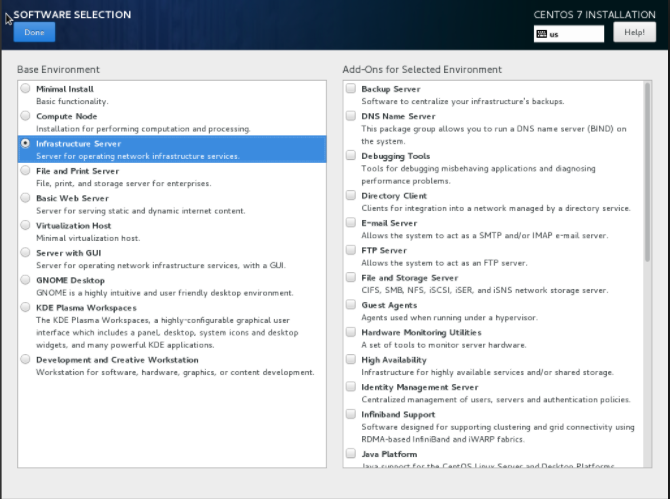 SOFTWARE SELECTION
Done
CENTOS 7 INSTALLATION
us
Help!
Base Environment
Minimal Install
Basic functionality.
Compute Node
Installation for performing computation and processing.
Infrastructure Server
Server for operating network infrastructure services.
File and Print Server
File, print, and storage server for enterprises.
Basic Web Server
Server for serving static and dynamic internet content.
Virtualization Host
Minimal virtualization host.
Server with GUI
Server for operating network infrastructure services, with a GUI.
GNOME Desktop
GNOME is a highly intuitive and user friendly desktop environment.
KDE Plasma Workspaces
The KDE Plasma Workspaces, a highly-configurable graphical user
interface which includes a panel, desktop, system icons and desktop
widgets, and many powerful KDE applications.
Development and Creative Workstation
Workstation for software, hardware, graphics, or content development.
Add-Ons for Selected Environment
Backup Server
Software to centralize your infrastructure's backups.
DNS Name Server
This package group allows you to run a DNS name server (BIND) on
the system.
Debugging Tools
Tools for debugging misbehaving applications and diagnosing
performance problems.
Directory Client
Clients for integration into a network managed by a directory service.
E-mail Server
Allows the system to act as a SMTP and/or IMAP e-mail server.
FTP Server
Allows the system to act as an FTP server.
File and Storage Server
CIFS, SMB, NFS, iSCSI, iSER, and iSNS network storage server.
Guest Agents
Agents used when running under a hypervisor.
Hardware Monitoring Utilities
A set of tools to monitor server hardware.
High Availability
Infrastructure for highly available services and/or shared storage.
Identity Management Server
Centralized management of users, servers and authentication policies.
Infiniband Support
Software designed for supporting clustering and grid connectivity using
RDMA-based InfiniBand and iWARP fabrics.
Java Platform
Java support for the CentOS Linux Server and Desktop Platforms.